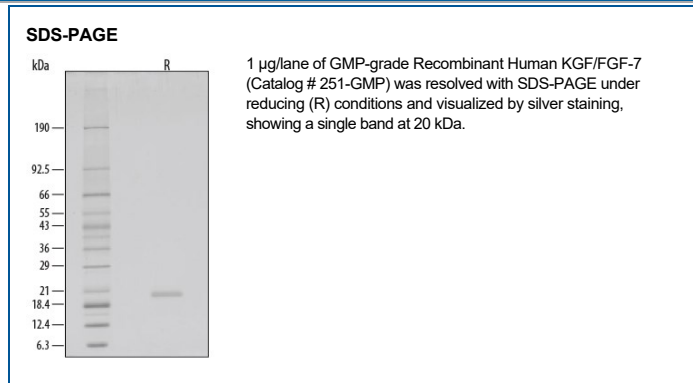 SDS-PAGE
kDa
R
190
92.5
66
55
43
36
29
21
18.4
12.4
6.3
1 µg/lane of GMP-grade Recombinant Human KGF/FGF-7
(Catalog # 251-GMP) was resolved with SDS-PAGE under
reducing (R) conditions and visualized by silver staining,
showing a single band at 20 kDa.